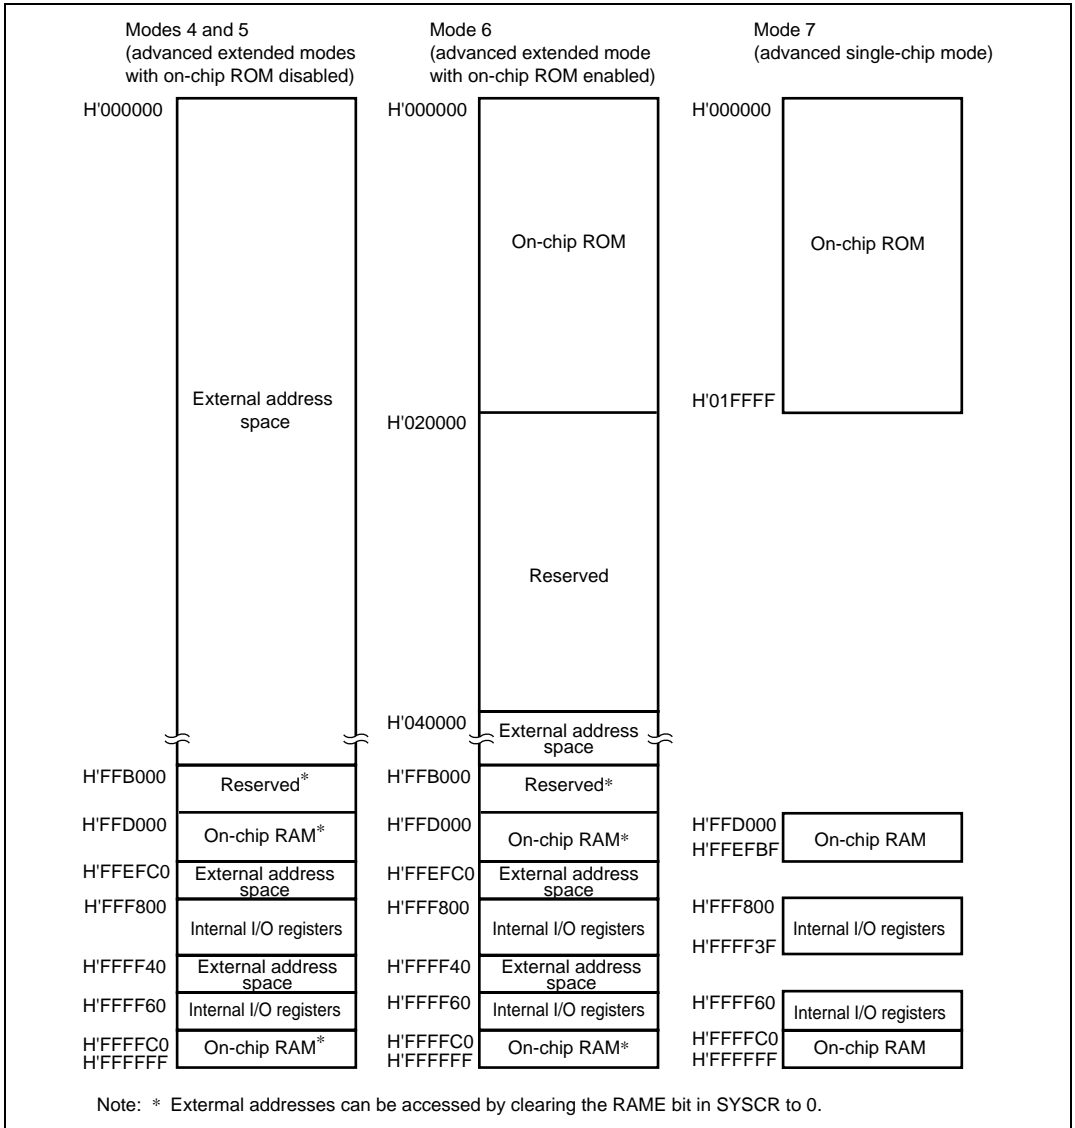 Modes 4 and 5
(advanced extended modes
with on-chip ROM disabled)
H'000000
External address
space
H'FFB000
Reserved*
H'FFD000
On-chip RAM*
H'FFEFC0
External address
space
H'FFF800
Internal I/O registers
H'FFFF40
External address
space
H'FFFF60
Internal I/O registers
H'FFFFC0
On-chip RAM*
H'FFFFFF
Mode 6
(advanced extended mode
with on-chip ROM enabled)
H'000000
On-chip ROM
H'020000
Reserved
H'040000
External address
space
H'FFB000
Reserved*
H'FFD000
On-chip RAM*
H'FFEFC0
External address
space
H'FFF800
Internal I/O registers
H'FFFF40
External address
space
H'FFFF60
Internal I/O registers
H'FFFFC0
On-chip RAM*
H'FFFFFF
Mode 7
(advanced single-chip mode)
H'000000
On-chip ROM
H'01FFFF
H'FFD000
On-chip RAM
H'FFEFBF
H'FFF800
Internal I/O registers
H'FFFF3F
H'FFFF60
Internal I/O registers
H'FFFFC0
On-chip RAM
H'FFFFFF
Note: * Extermal addresses can be accessed by clearing the RAME bit in SYSCR to 0.